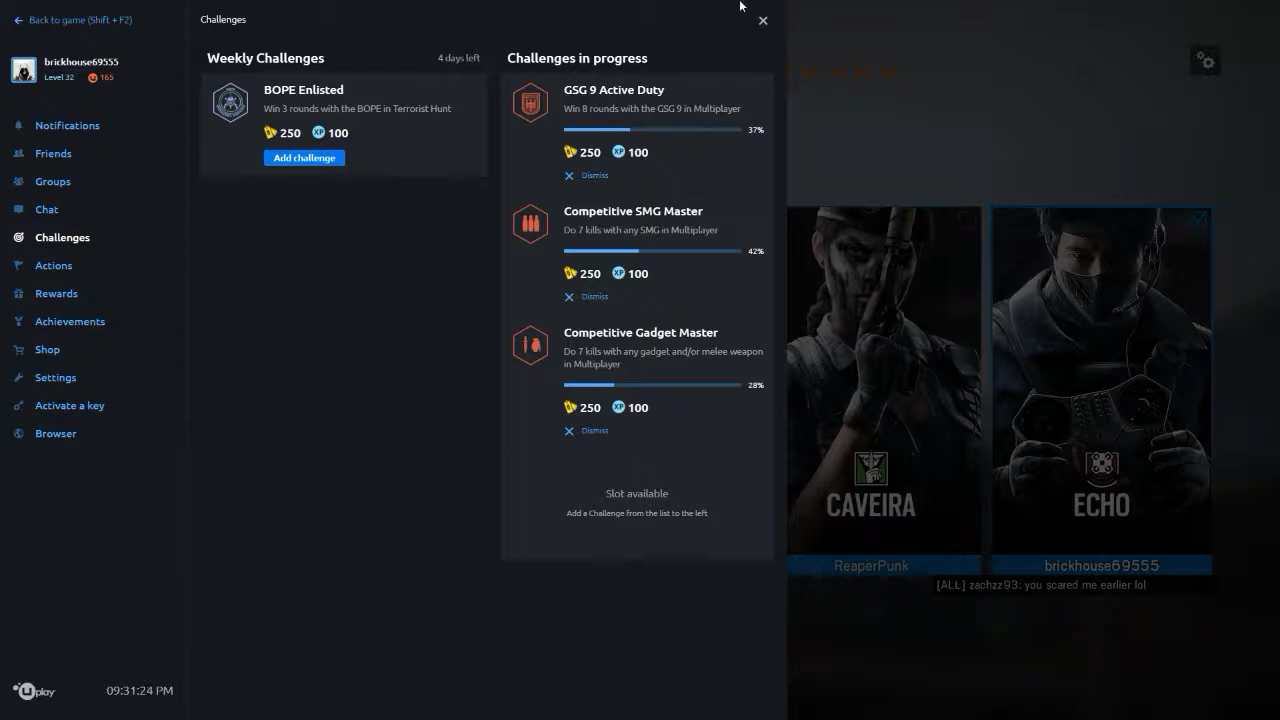 Back to game (Shift + F2)
brickhouse69555
Level 32 165
Notifications
Friends
Groups
Chat
Challenges
Actions
Rewards
Achievements
Shop
Settings
Activate a key
Browser
uplay
09:31:24 PM
Challenges
Weekly Challenges
4 days left
BOPE Enlisted
Win 3 rounds with the BOPE in Terrorist Hunt
250 XP 100
Add challenge
Challenges in progress
GSG 9 Active Duty
Win 8 rounds with the GSG 9 in Multiplayer
37%
250 XP 100
Dismiss
Competitive SMG Master
Do 7 kills with any SMG in Multiplayer
42%
250 XP 100
Dismiss
Competitive Gadget Master
Do 7 kills with any gadget and/or melee weapon
in Multiplayer
28%
250 XP 100
Dismiss
Slot available
Add a Challenge from the list to the left
CAVEIRA
ReaperPunk
ECHO
brickhouse69555
[ALL] zachzz93: you scared me earlier lol